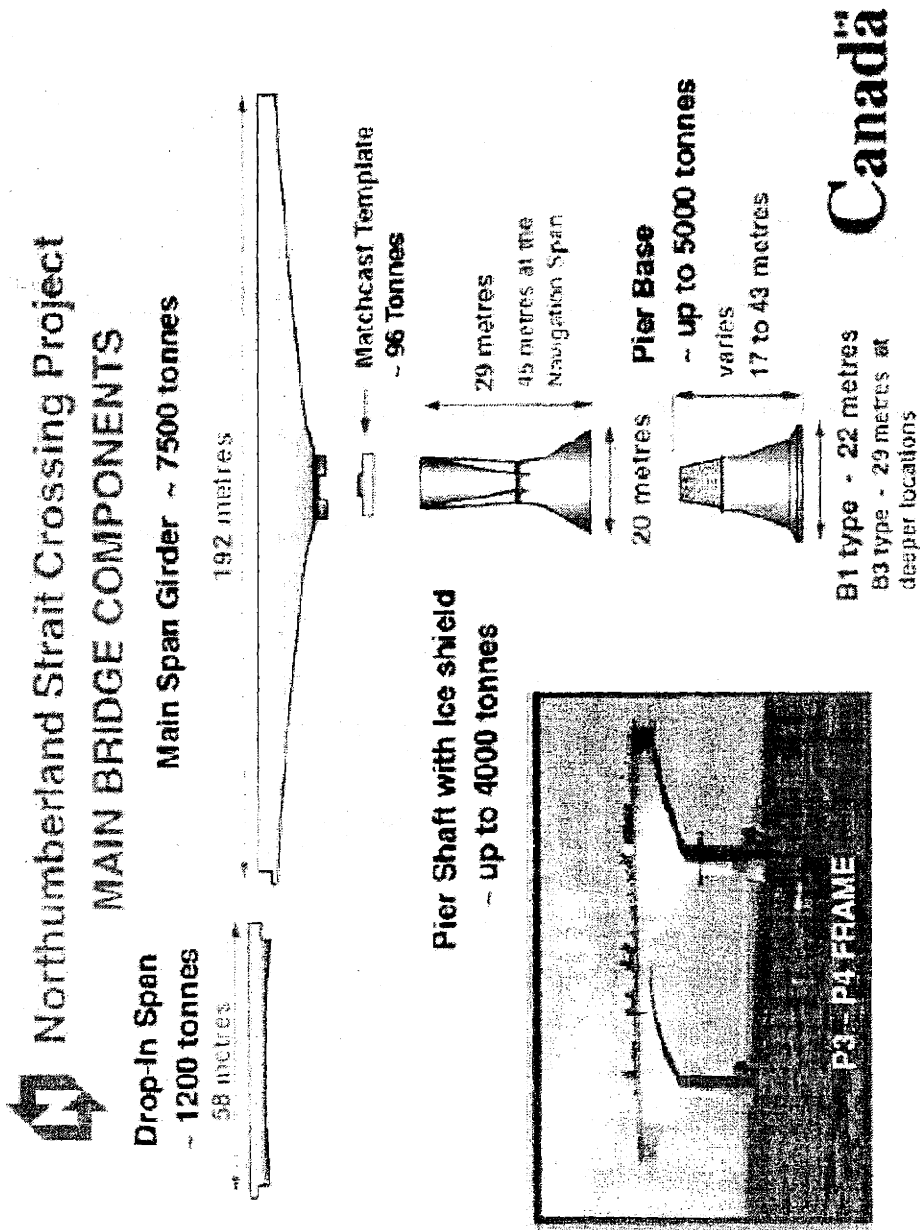 Northumberland Strait Crossing Project
MAIN BRIDGE COMPONENTS
Main Span Girder ~ 7500 tonnes
192 metres
Drop-In Span
~ 1200 tonnes
58 metres
Matchcast Template
~ 96 Tonnes
Pier Shaft with Ice shield
~ up to 4000 tonnes
29 metres
45 metres at the
Navigation Span
20 metres
Pier Base
~ up to 5000 tonnes
varies
17 to 43 metres
B1 type - 22 metres
B3 type - 29 metres at
deeper locations
P3 - P4 FRAME
Canada